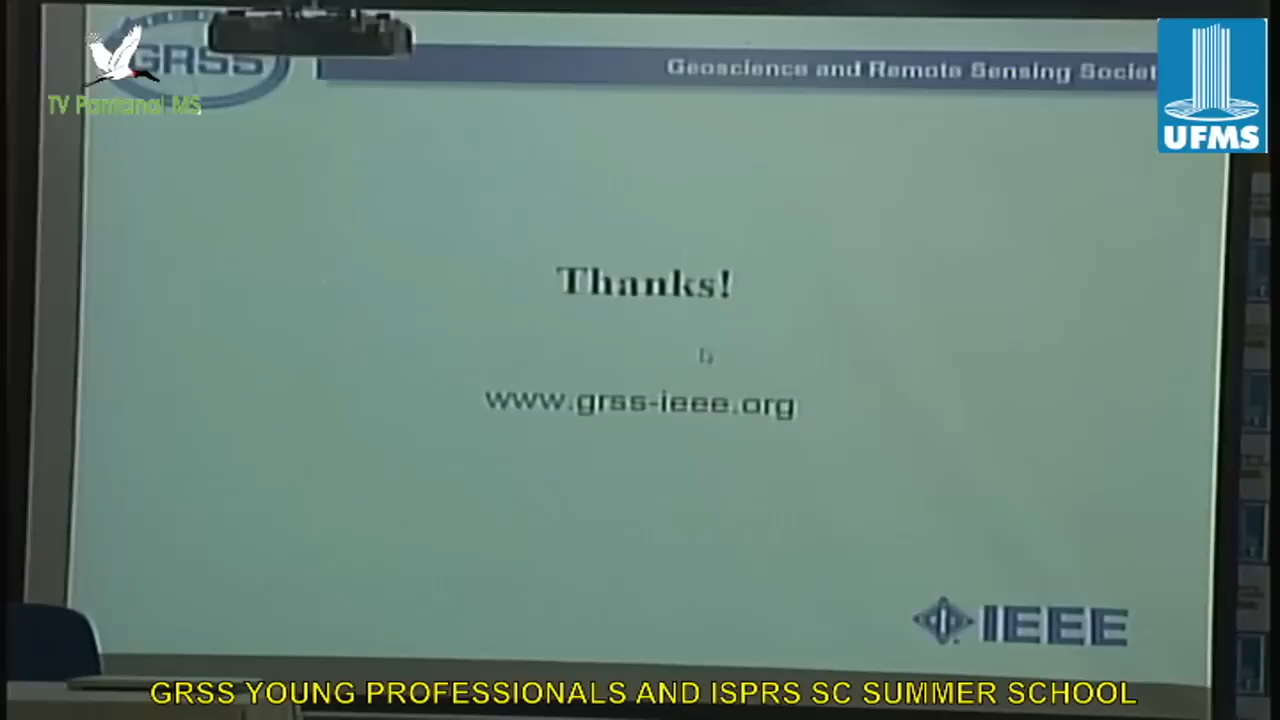 GRSS
TV Pantanal MS
Geoscience and Remote Sensing Societ
UFMS
Thanks!
www.grss-ieee.org
IEEE
GRSS YOUNG PROFESSIONALS AND ISPRS SC SUMMER SCHOOL